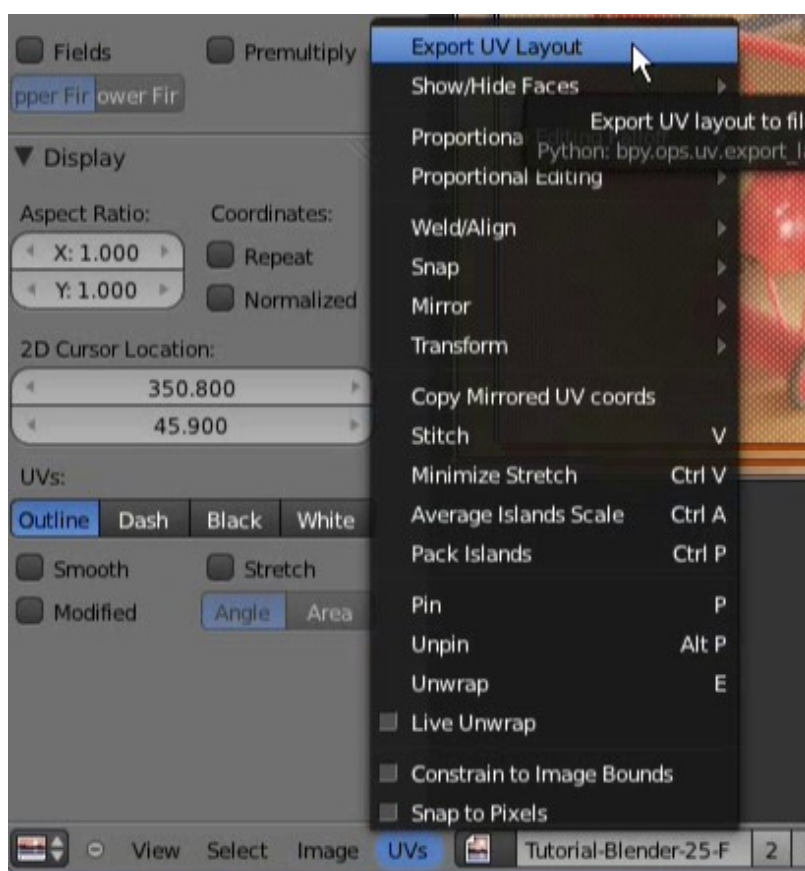 Fields Premultiply
pper Fir ower Fir
Display
Aspect Ratio: Coordinates:
X: 1.000 Repeat
Y: 1.000 Normalized
2D Cursor Location:
350.800
45.900
UVs:
Outline Dash Black White
Smooth Stretch
Modified Angle Area
Export UV Layout
Show/Hide Faces
Export UV layout to fil
Python: bpy.ops.uv.export_l
Proportiona
Proportional Editing
Weld/Align
Snap
Mirror
Transform
Copy Mirrored UV coords
Stitch V
Minimize Stretch Ctrl V
Average Islands Scale Ctrl A
Pack Islands Ctrl P
Pin P
Unpin Alt P
Unwrap E
Live Unwrap
Constrain to Image Bounds
Snap to Pixels
View Select Image UVs Tutorial-Blender-25-F 2